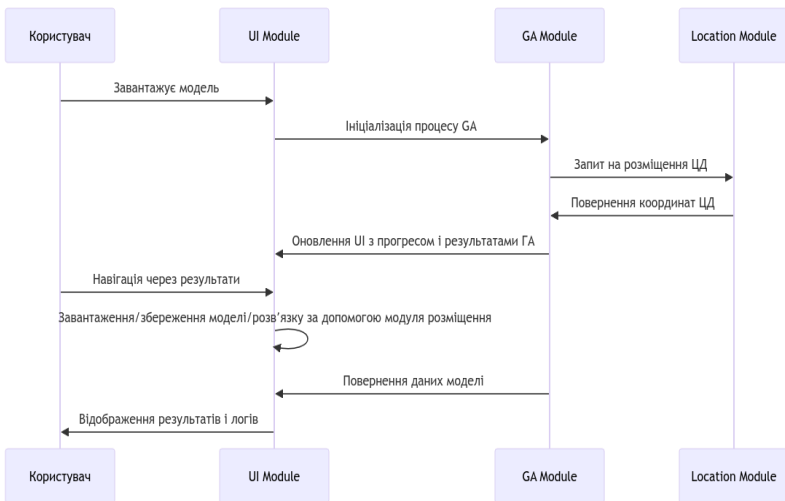 Користувач
UI Module
GA Module
Location Module
Завантажує модель
Ініціалізація процесу GA
Запит на розміщення ЦД
Повернення координат ЦД
Оновлення UI з прогресом і результатами ГА
Навігація через результати
Завантаження/збереження моделі/розв'язку за допомогою модуля розміщення
Повернення даних моделі
Відображення результатів і логів
Користувач
UI Module
GA Module
Location Module